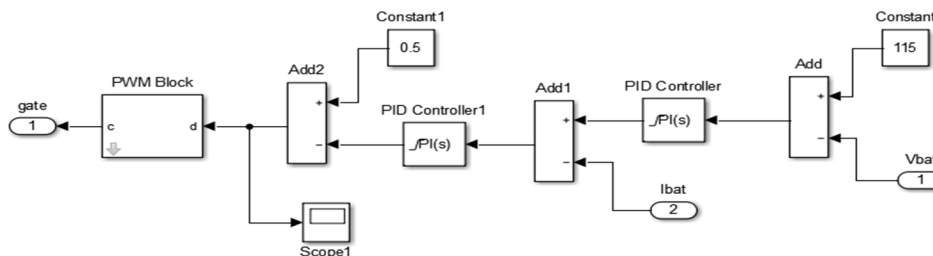 Constant1
0.5
Constant
115
Add
+
−
Vbat
1
PID Controller
PI(s)
Add1
+
−
Ibat
2
PID Controller1
PI(s)
Add2
+
−
PWM Block
c
d
gate
1
Scope1